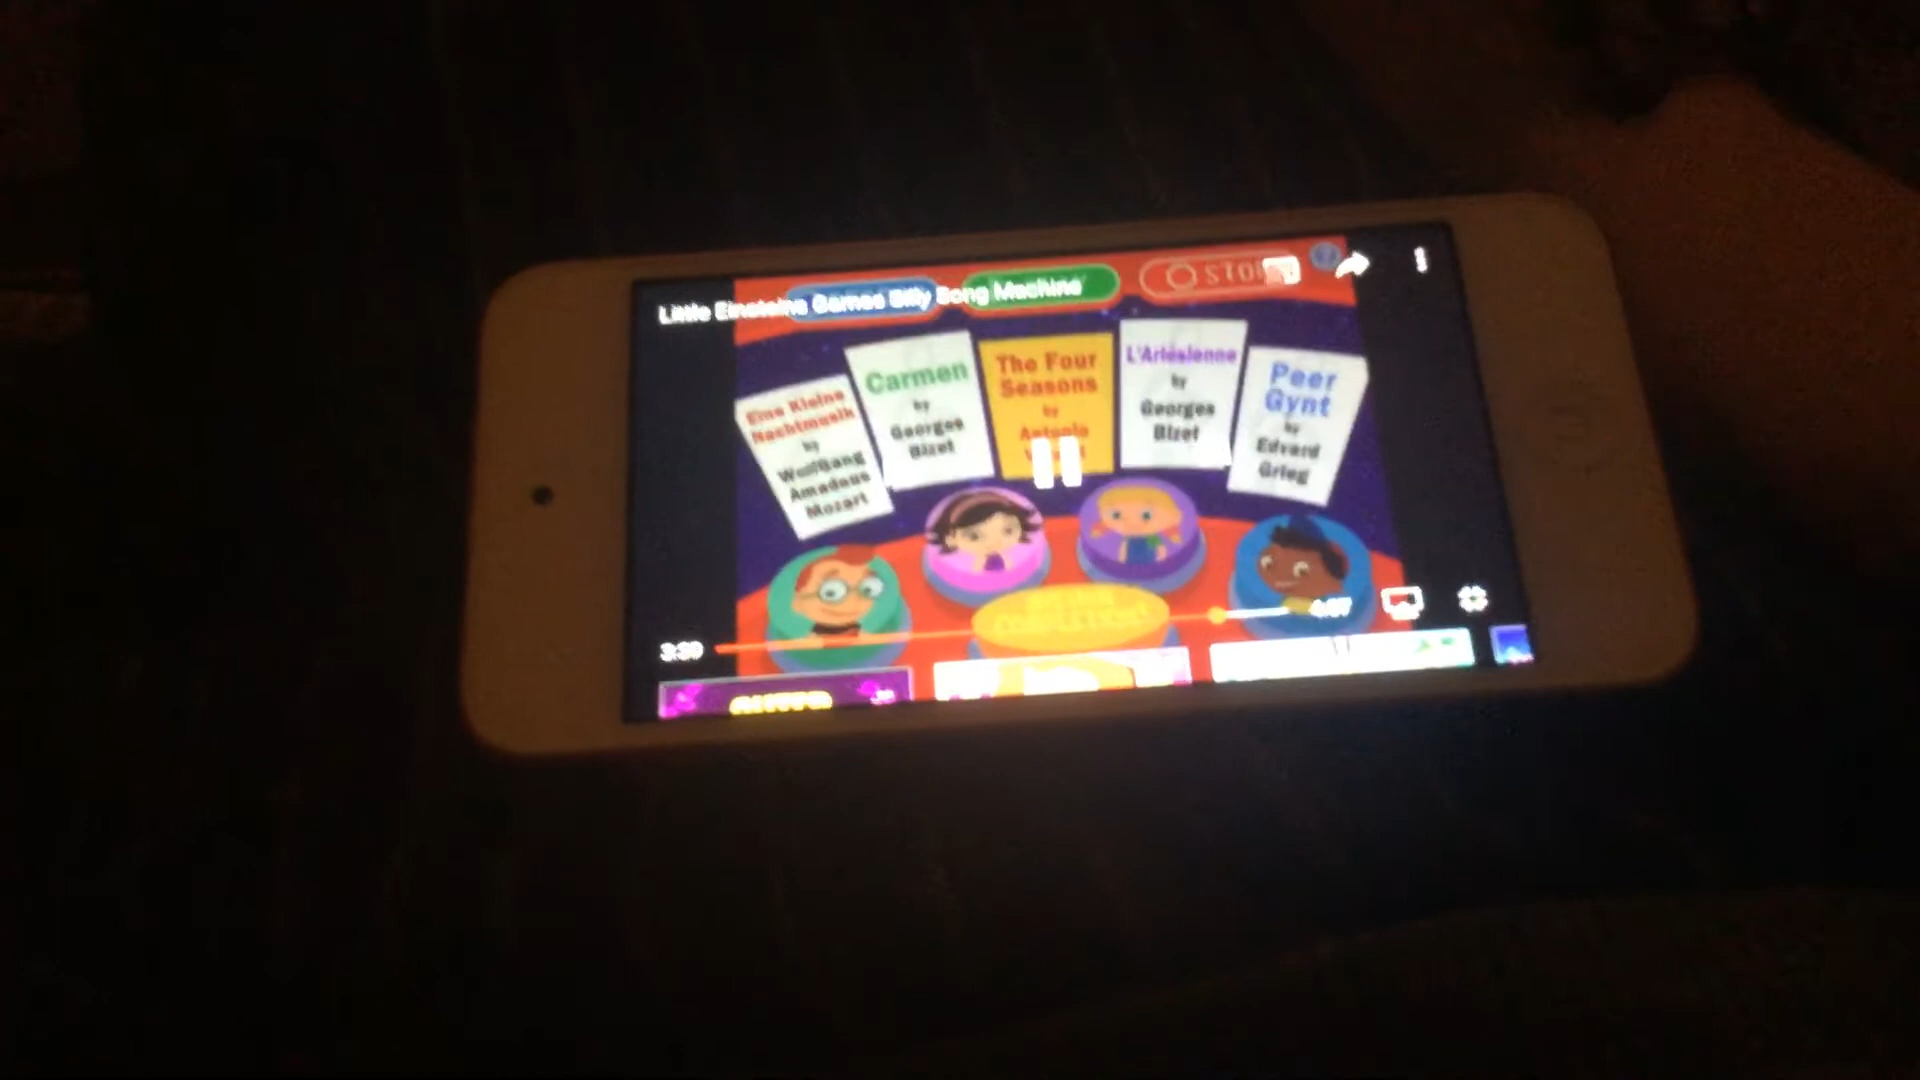 Little Einsteins Games Silly Song Machine
STOP
Eine Kleine
Nachtmusik
by
Wolfgang
Amadeus
Mozart
Carmen
by
Georges
Bizet
The Four
Seasons
by
Antonio
L'Arlésienne
by
Georges
Bizet
Peer
Gynt
by
Edvard
Grieg
3:39